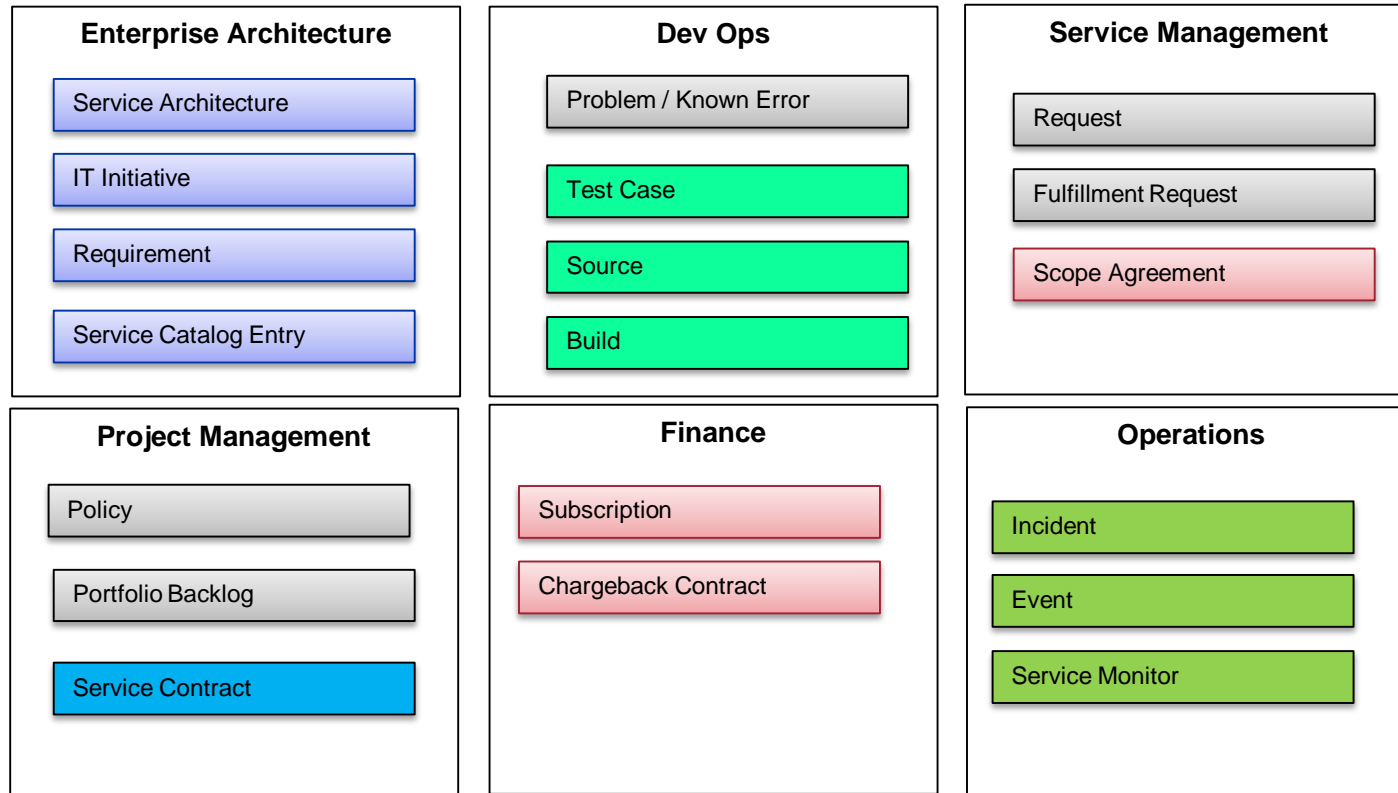 Enterprise Architecture
Service Architecture
IT Initiative
Requirement
Service Catalog Entry
Dev Ops
Problem / Known Error
Test Case
Source
Build
Service Management
Request
Fulfillment Request
Scope Agreement
Project Management
Policy
Portfolio Backlog
Service Contract
Finance
Subscription
Chargeback Contract
Operations
Incident
Event
Service Monitor